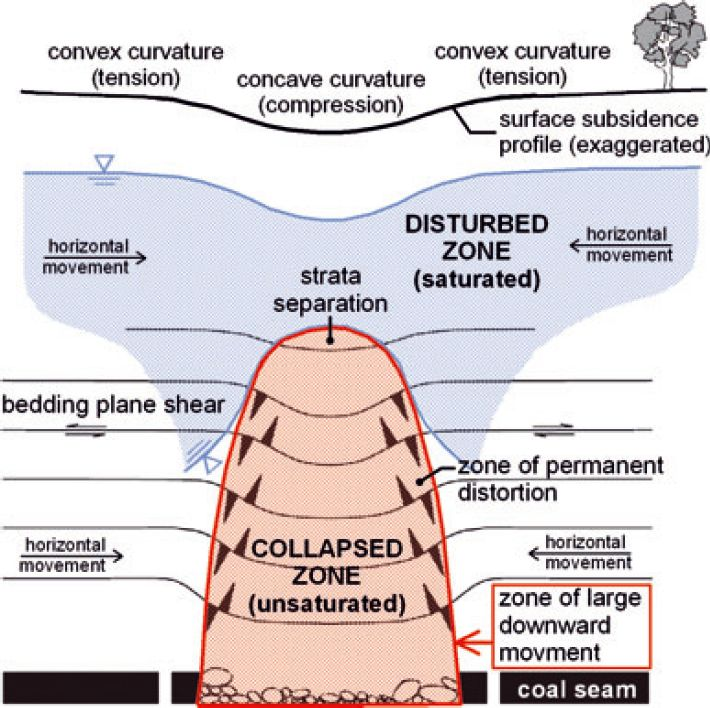 convex curvature
(tension)
concave curvature
(compression)
convex curvature
(tension)
surface subsidence
profile (exaggerated)
DISTURBED
ZONE
(saturated)
horizontal
movement
horizontal
movement
strata
separation
bedding plane shear
zone of permanent
distortion
horizontal
movement
COLLAPSED
ZONE
(unsaturated)
horizontal
movement
zone of large
downward
movment
coal seam